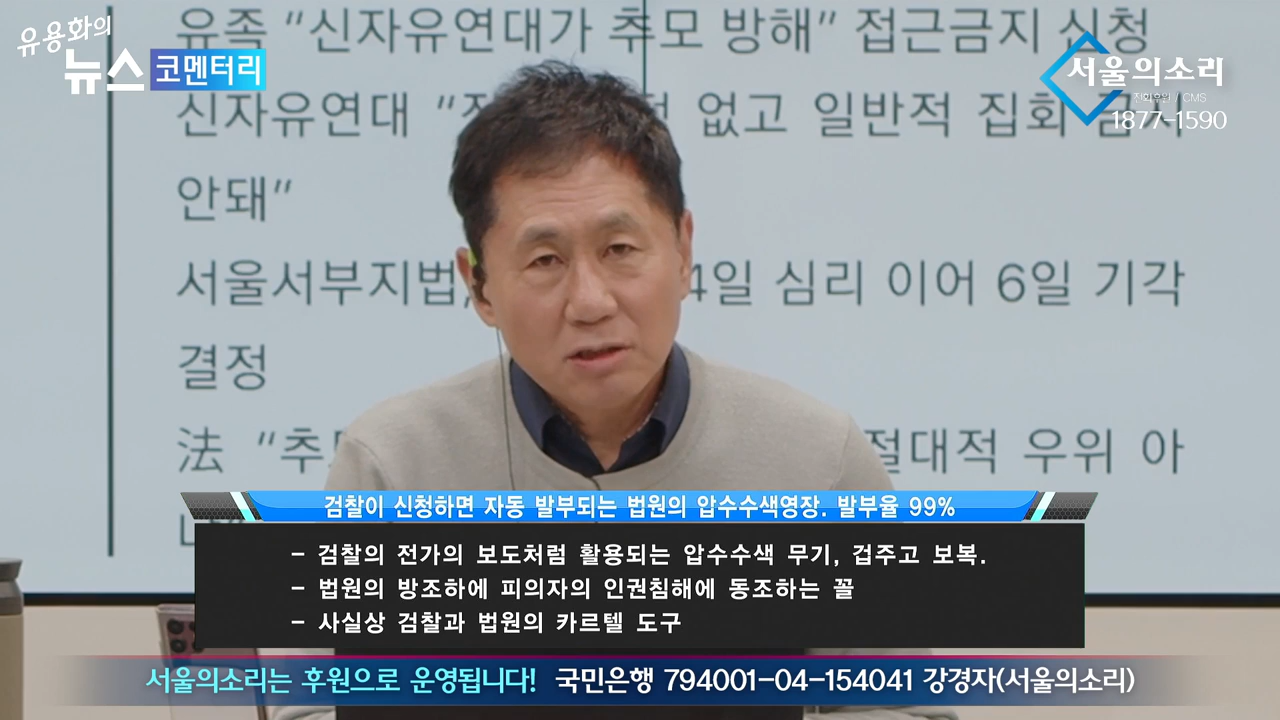 유용화의
뉴스 코멘터리
서울의소리
전화후원 / CMS
1877-1590
유족 “신자유연대가 추모 방해” 접근금지 신청
신자유연대 “ 없고 일반적 집회 금지
안돼”
서울서부지법, 4일 심리 이어 6일 기각
결정
法 “추 절대적 우위 아
검찰이 신청하면 자동 발부되는 법원의 압수수색영장. 발부율 99%
- 검찰의 전가의 보도처럼 활용되는 압수수색 무기, 겁주고 보복.
- 법원의 방조하에 피의자의 인권침해에 동조하는 꼴
- 사실상 검찰과 법원의 카르텔 도구
서울의소리는 후원으로 운영됩니다! 국민은행 794001-04-154041 강경자(서울의소리)